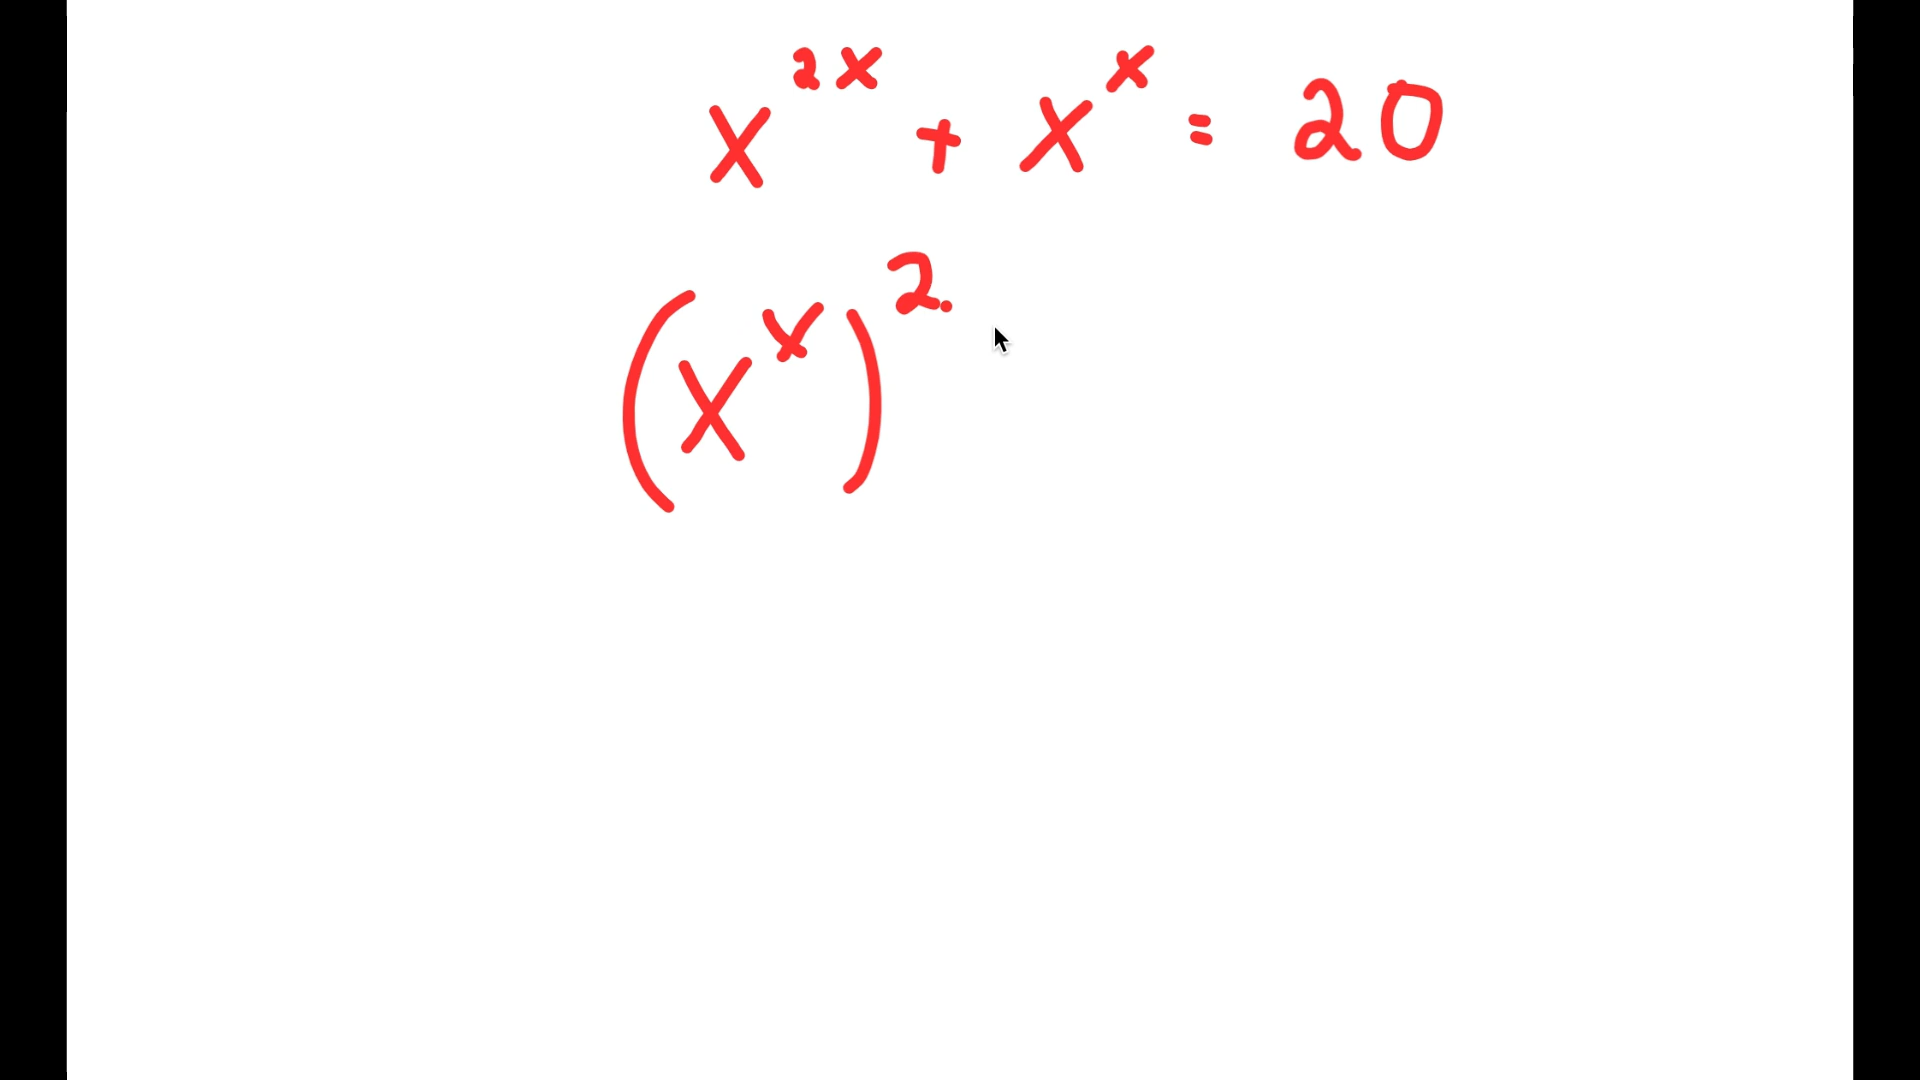 x^{2x} + x^x = 20
(x^x)^2